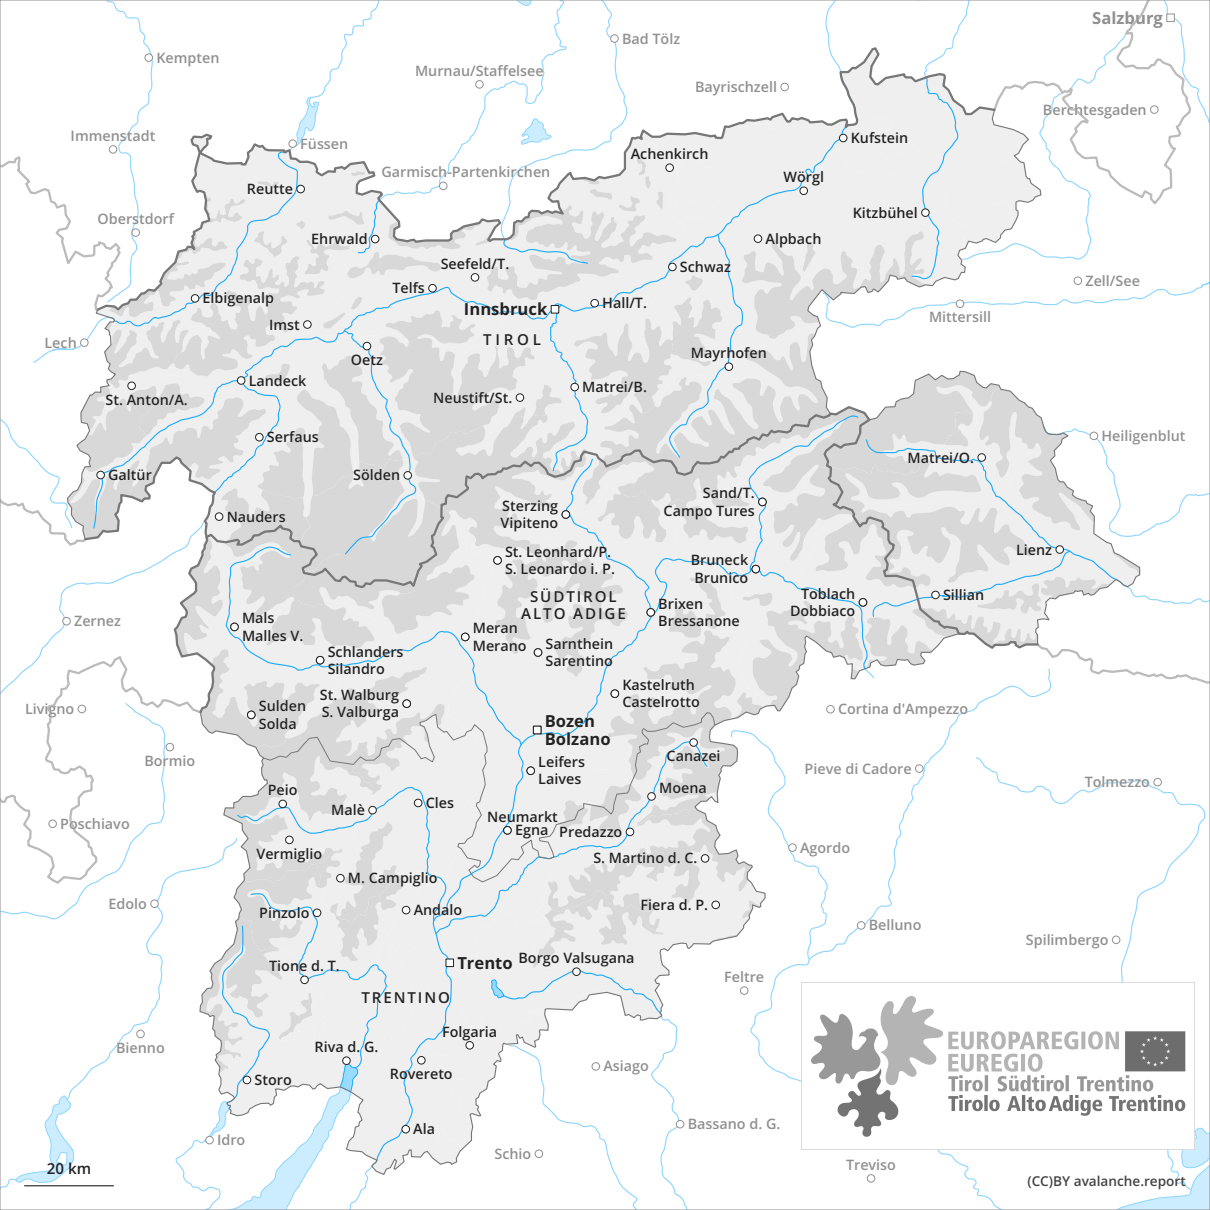 Salzburg
Kempten
Bad Tölz
Murnau/Staffelsee
Bayrischzell
Berchtesgaden
Immenstadt
Füssen
Kufstein
Achenkirch
Garmisch-Partenkirchen
Wörgl
Reutte
Oberstdorf
Kitzbühel
Ehrwald
Alpbach
Seefeld/T.
Schwaz
Zell/See
Telfs
Elbigenalp
Hall/T.
Innsbruck
Mittersill
Imst
TIROL
Lech
Oetz
Mayrhofen
Landeck
Matrei/B.
St. Anton/A.
Neustift/St.
Serfaus
Heiligenblut
Matrei/O.
Galtür
Sölden
Sand/T.
Campo Tures
Sterzing
Vipiteno
Nauders
St. Leonhard/P.
S. Leonardo i. P.
Lienz
Bruneck
Brunico
SÜDTIROL
ALTO ADIGE
Toblach
Dobbiaco
Sillian
Brixen
Bressanone
Zernez
Mals
Malles V.
Meran
Merano
Sarnthein
Sarentino
Schlanders
Silandro
Kastelruth
Castelrotto
St. Walburg
S. Valburga
Sulden
Solda
Livigno
Cortina d'Ampezzo
Bozen
Bolzano
Canazei
Bormio
Leifers
Laives
Pieve di Cadore
Tolmezzo
Moena
Peio
Cles
Malè
Neumarkt
Egna
Predazzo
Poschiavo
Vermiglio
S. Martino d. C.
Agordo
M. Campiglio
Edolo
Pinzolo
Andalo
Fiera d. P.
Belluno
Spilimbergo
Borgo Valsugana
Trento
Tione d. T.
Feltre
TRENTINO
Folgaria
Bienno
Riva d. G.
Rovereto
Asiago
Storo
EUROPAREGION
EUREGIO
Tirol Südtirol Trentino
Tirolo Alto Adige Trentino
Ala
Bassano d. G.
Idro
Schio
Treviso
20 km
(CC)BY avalanche.report